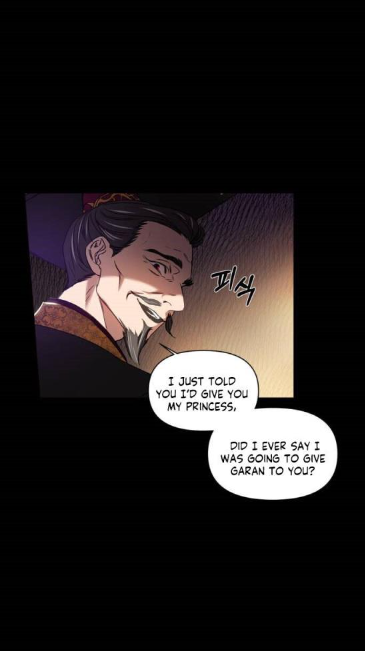 피식
I JUST TOLD
YOU I'D GIVE YOU
MY PRINCESS,
DID I EVER SAY I
WAS GOING TO GIVE
GARAN TO YOU?